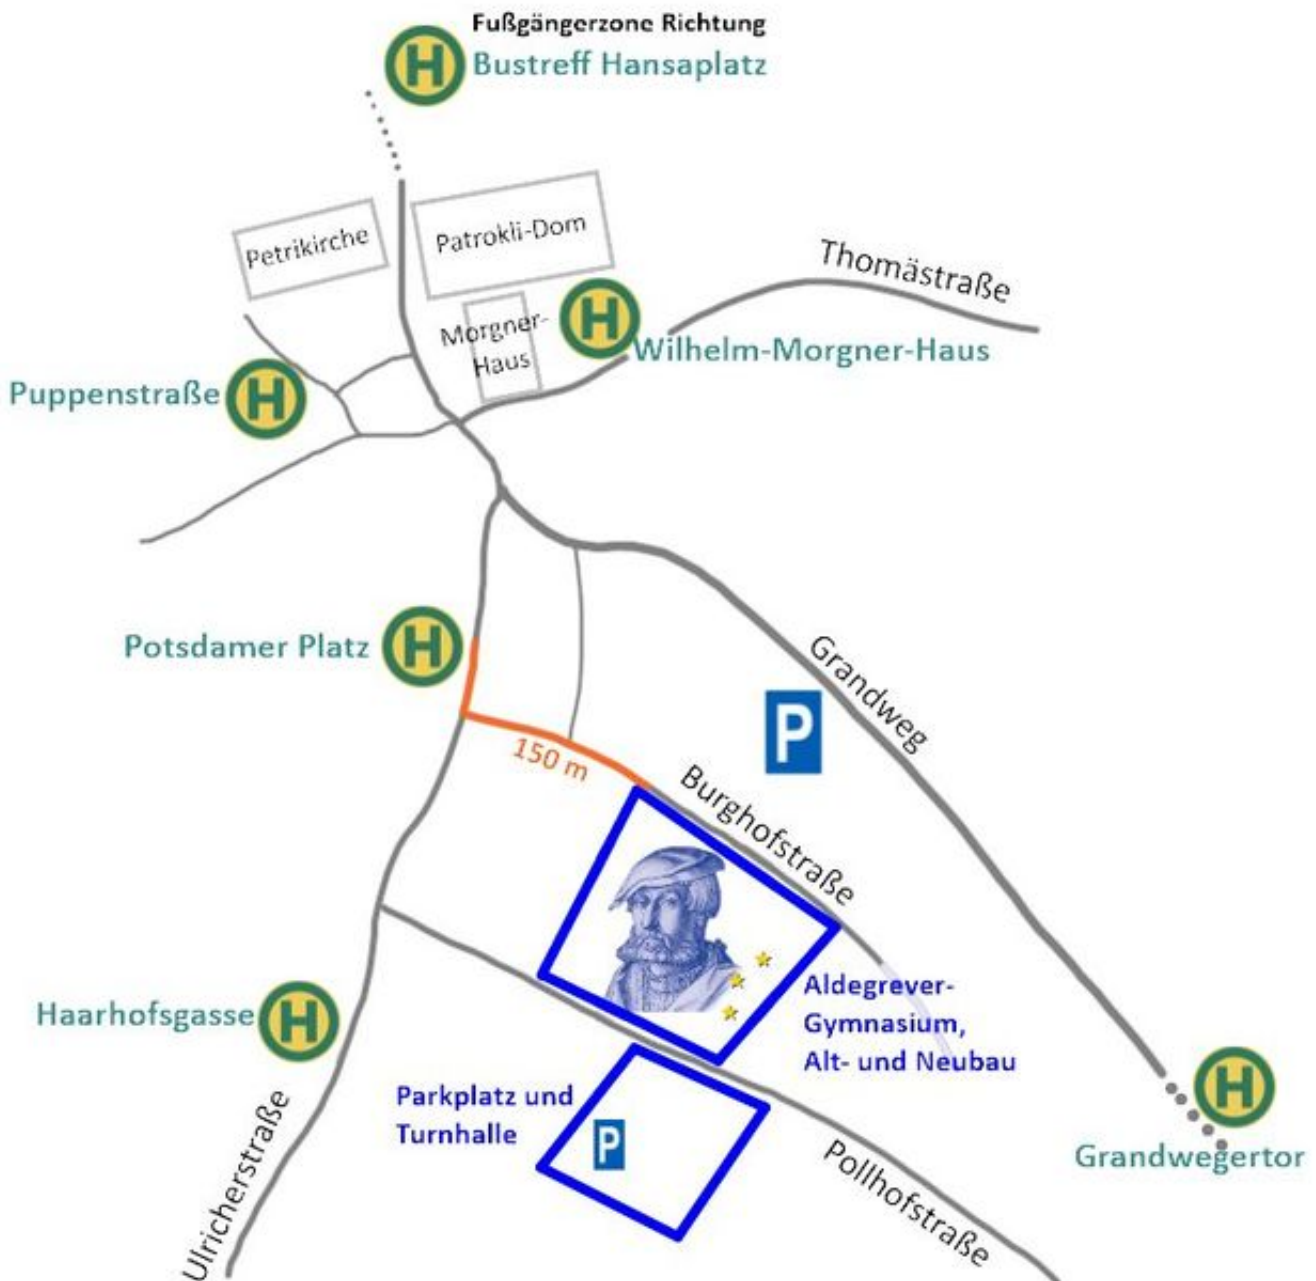 Fußgängerzone Richtung
H
Bustreff Hansaplatz
Petrikirche
Patrokli-Dom
Thomästraße
Morgner-
Haus
H
Wilhelm-Morgner-Haus
Puppenstraße
H
Potsdamer Platz
H
Grandweg
P
150 m
Burghofstraße
Haarhofsgasse
H
Aldegrever-
Gymnasium,
Alt- und Neubau
Parkplatz und
Turnhalle
P
H
Grandwegertor
Ulricherstraße
Pollhofstraße